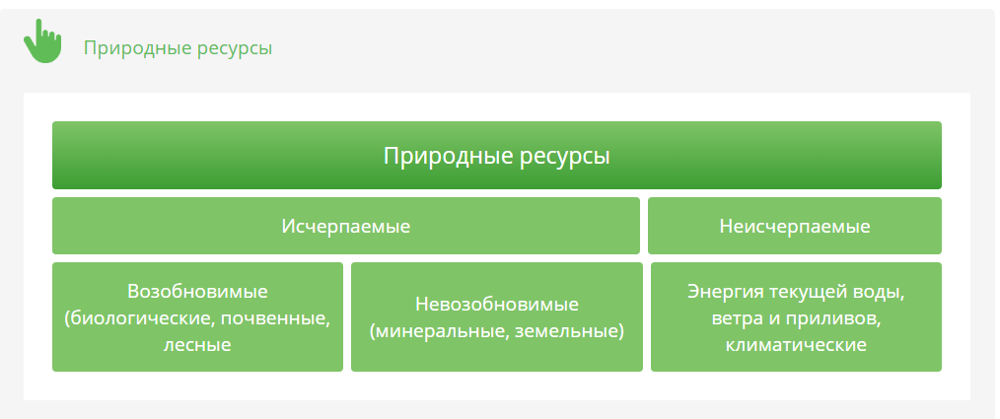 Природные ресурсы
Природные ресурсы
Исчерпаемые
Неисчерпаемые
Возобновимые
(биологические, почвенные,
лесные
Невозобновимые
(минеральные, земельные)
Энергия текущей воды,
ветра и приливов,
климатические